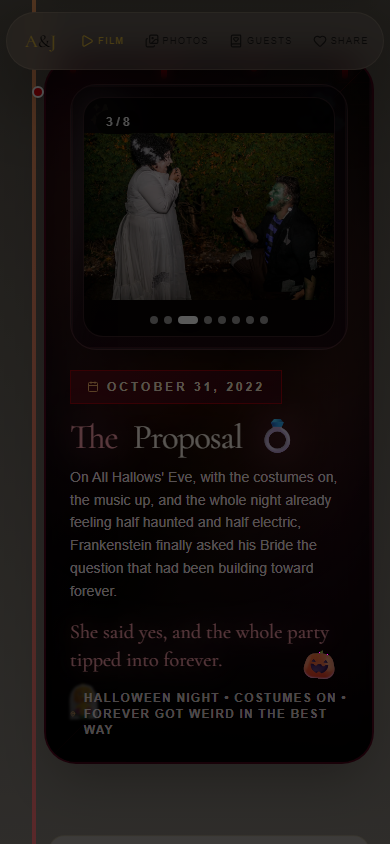 A&J FILM PHOTOS GUESTS SHARE
3/8
OCTOBER 31, 2022
The Proposal
On All Hallows' Eve, with the costumes on,
the music up, and the whole night already
feeling half haunted and half electric,
Frankenstein finally asked his Bride the
question that had been building toward
forever.
She said yes, and the whole party
tipped into forever.
HALLOWEEN NIGHT • COSTUMES ON •
FOREVER GOT WEIRD IN THE BEST
WAY